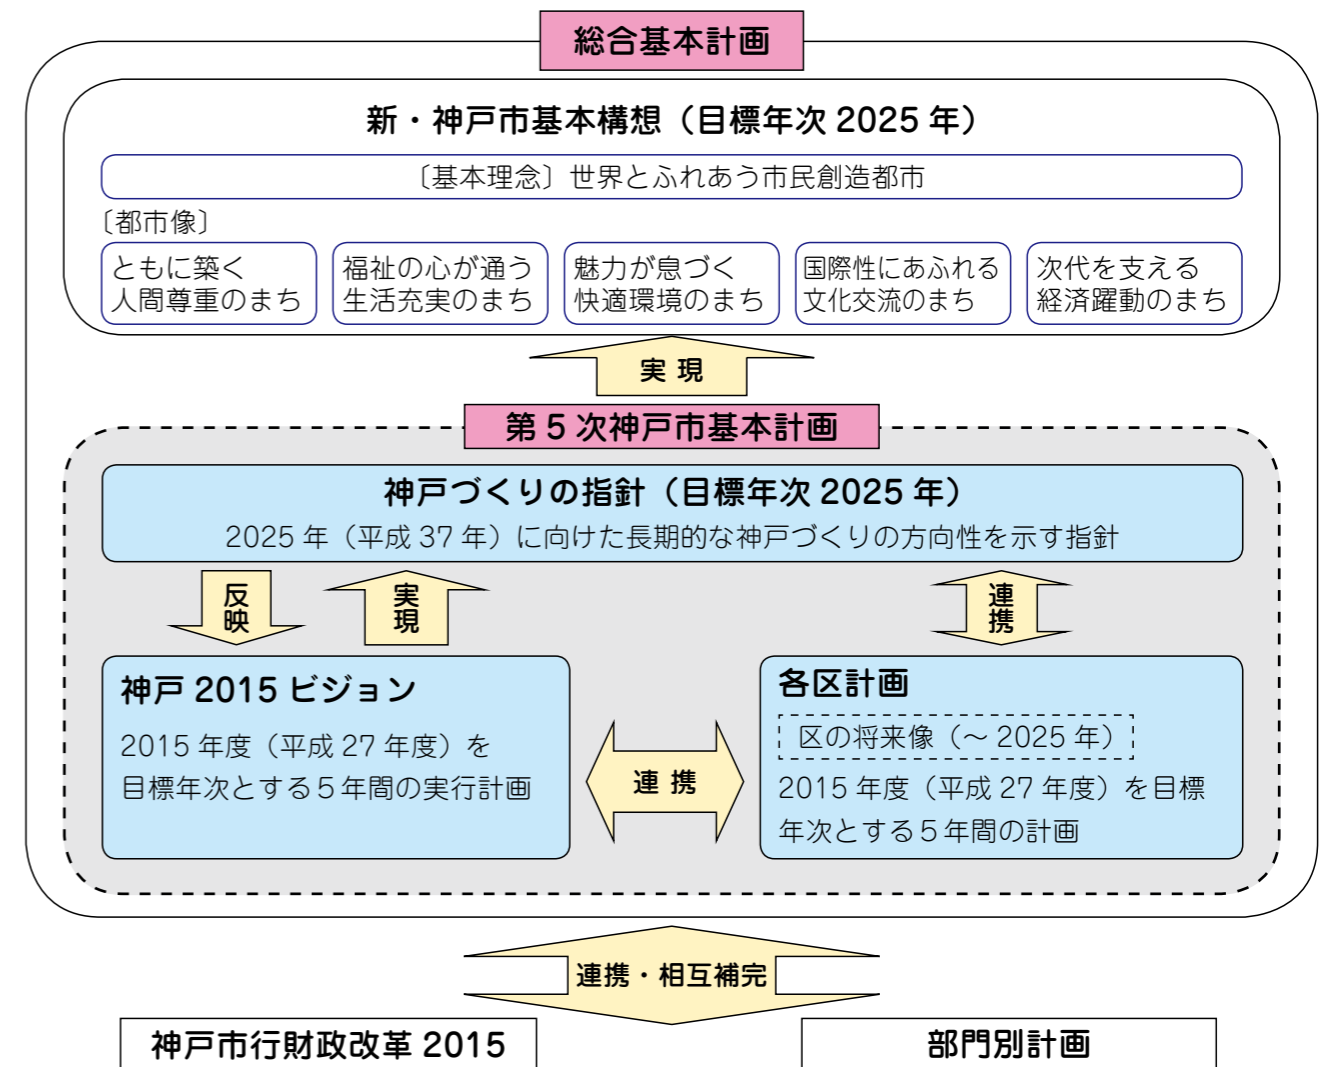 総合基本計画
新・神戸市基本構想（目標年次 2025 年）
〔基本理念〕世界とふれあう市民創造都市
〔都市像〕
ともに築く
人間尊重のまち
福祉の心が通う
生活充実のまち
魅力が息づく
快適環境のまち
国際性にあふれる
文化交流のまち
次代を支える
経済躍動のまち
実 現
第 5 次神戸市基本計画
神戸づくりの指針（目標年次 2025 年）
2025 年（平成 37 年）に向けた長期的な神戸づくりの方向性を示す指針
反映
実現
連携
神戸 2015 ビジョン
2015 年度（平成 27 年度）を
目標年次とする５年間の実行計画
連 携
各区計画
区の将来像（～ 2025 年）
2015 年度（平成 27 年度）を目標
年次とする５年間の計画
連携・相互補完
神戸市行財政改革 2015
部門別計画